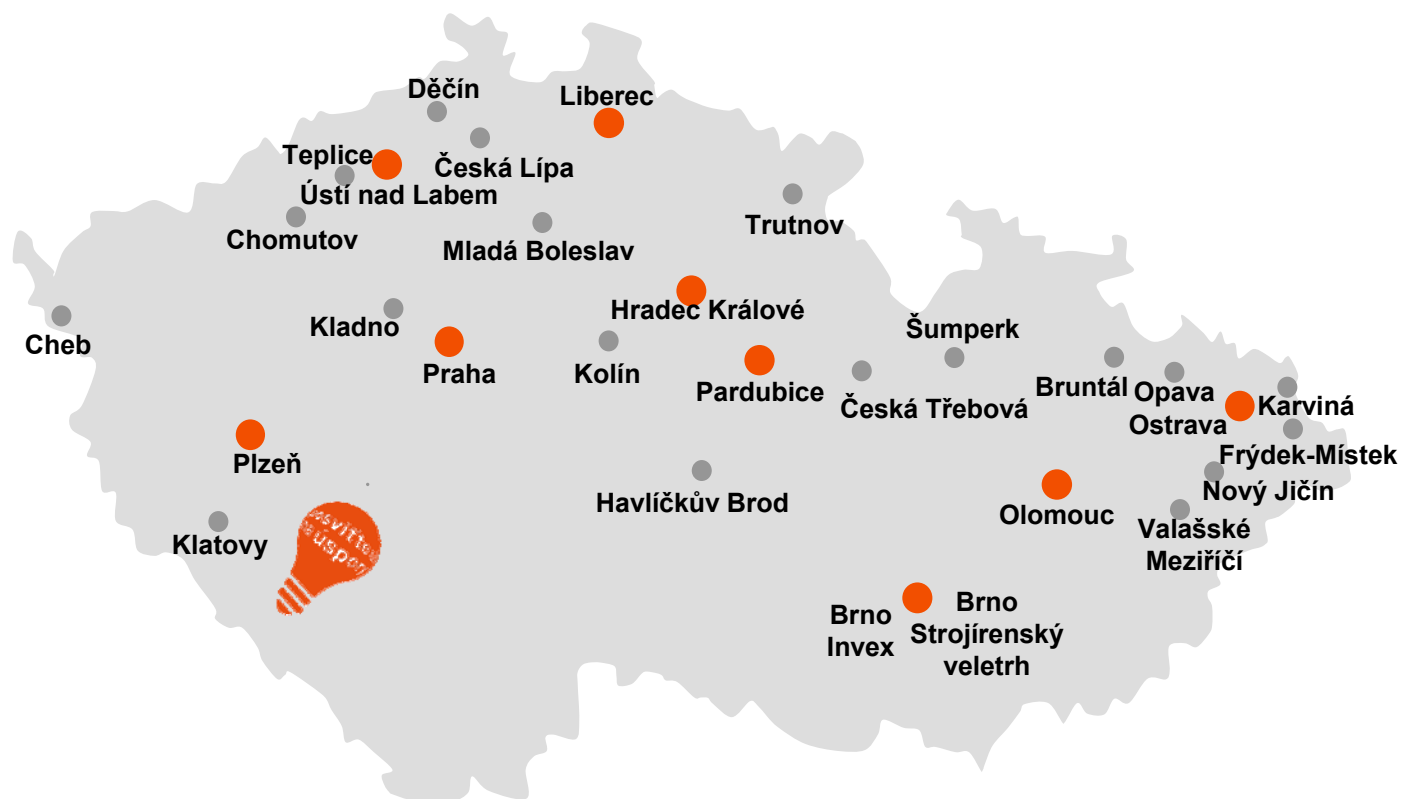 Děčín
Liberec
Teplice
Česká Lípa
Ústí nad Labem
Trutnov
Chomutov
Mladá Boleslav
Hradec Králové
Kladno
Šumperk
Cheb
Praha
Kolín
Pardubice
Bruntál
Opava
Ostrava
Karviná
Česká Třebová
Plzeň
Frýdek-Místek
Nový Jičín
Havlíčkův Brod
Olomouc
Valašské
Meziříčí
Klatovy
Brno
Invex
Brno
Strojírenský
veletrh